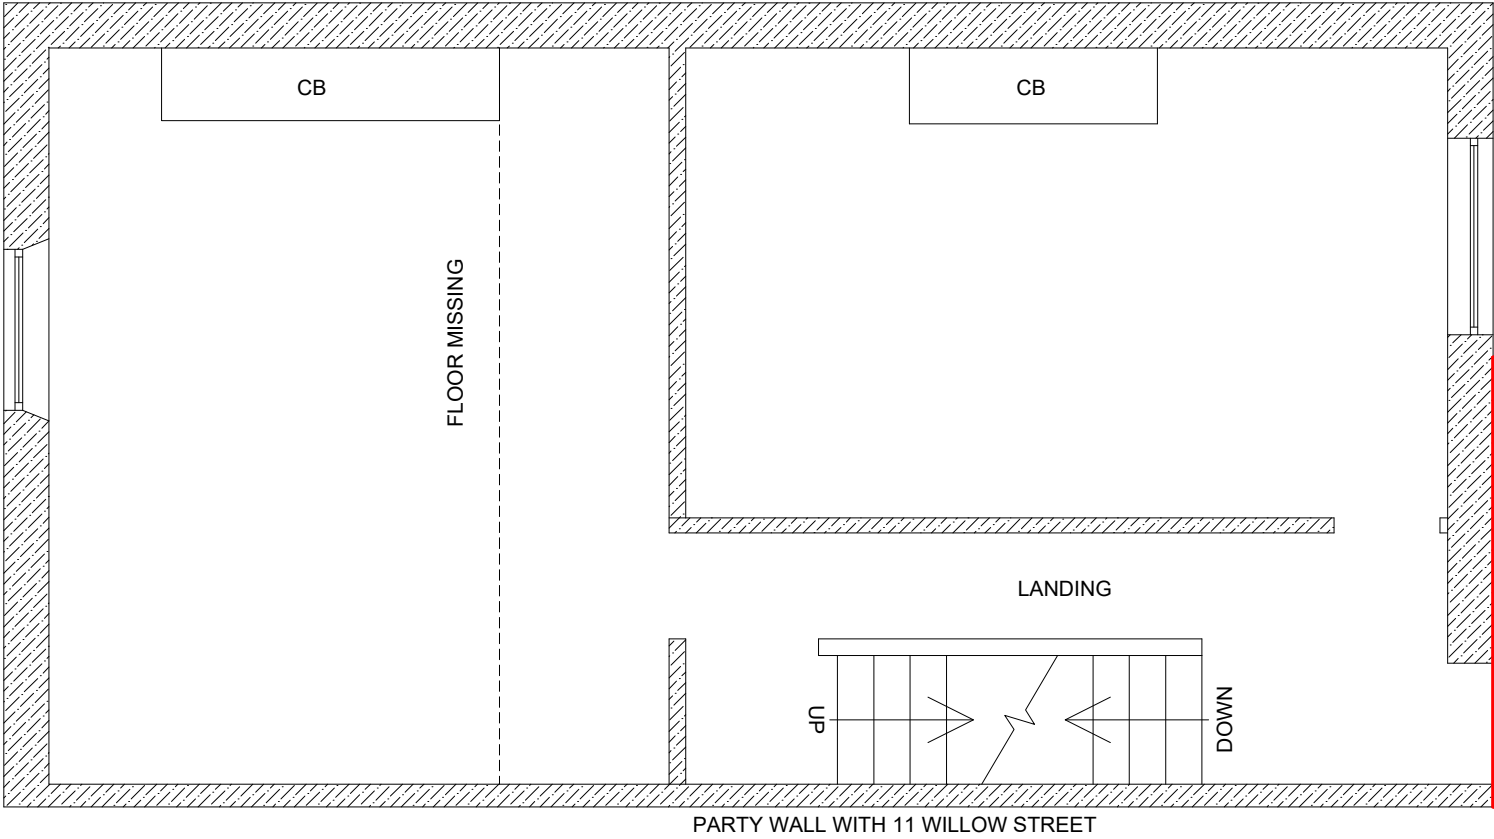 CB
CB
FLOOR MISSING
LANDING
UP
DOWN
PARTY WALL WITH 11 WILLOW STREET